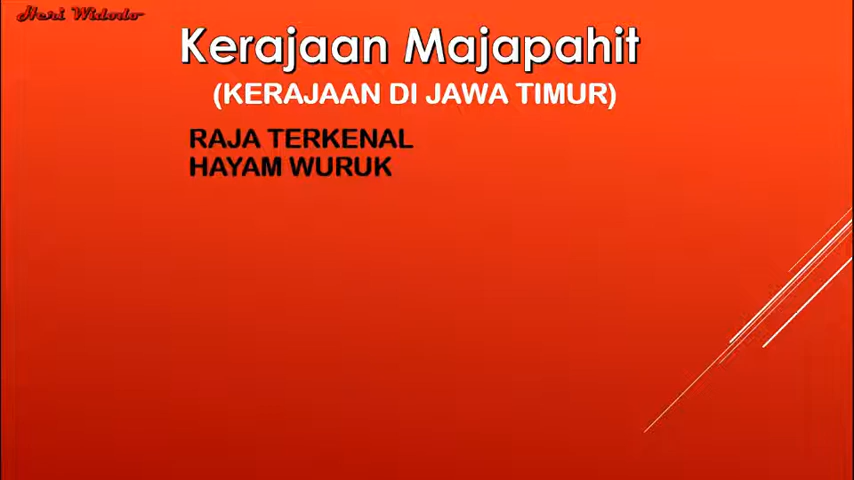 Heri Widodo
Kerajaan Majapahit
(KERAJAAN DI JAWA TIMUR)
RAJA TERKENAL
HAYAM WURUK